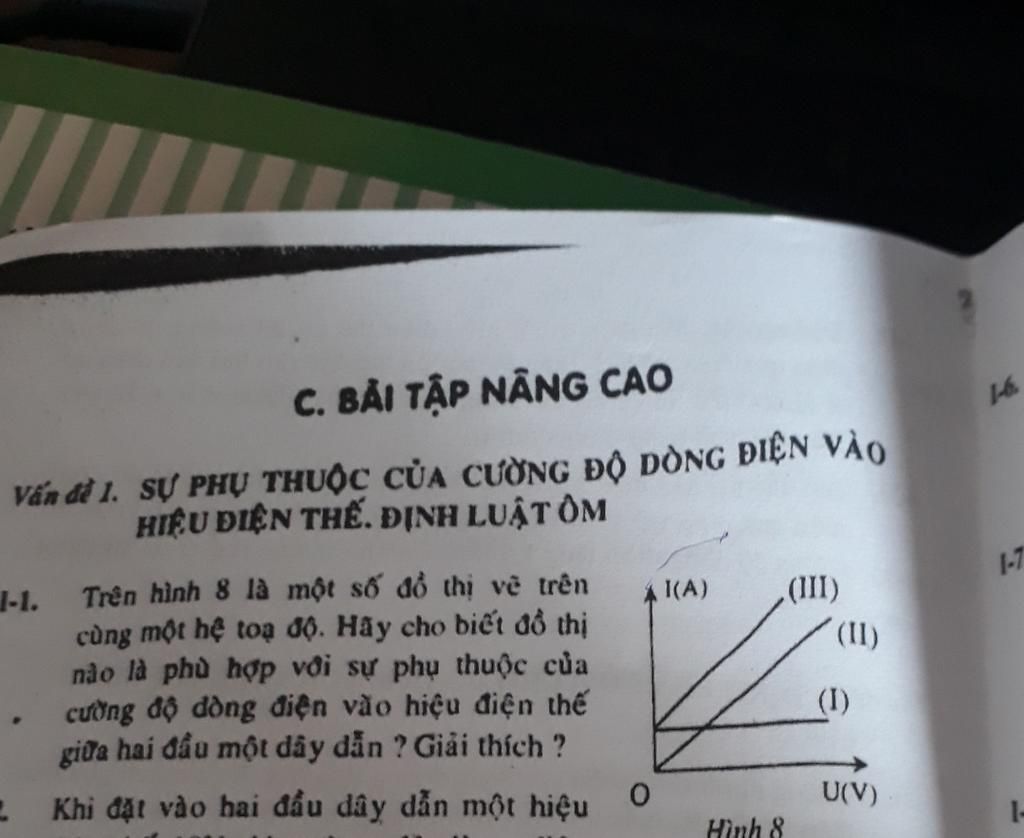 C. BÀI TẬP NÂNG CAO
Vấn đề 1. SỰ PHỤ THUỘC CỦA CƯỜNG ĐỘ DÒNG ĐIỆN VÀO
HIỆU ĐIỆN THẾ. ĐỊNH LUẬT ÔM
I-1. Trên hình 8 là một số đồ thị vẽ trên
cùng một hệ toạ độ. Hãy cho biết đồ thị
nào là phù hợp với sự phụ thuộc của
cường độ dòng điện vào hiệu điện thế
giữa hai đầu một dây dẫn ? Giải thích ?
Khi đặt vào hai đầu dây dẫn một hiệu
I(A)
(III)
(II)
(I)
O
U(V)
Hình 8
I-6.
I-7